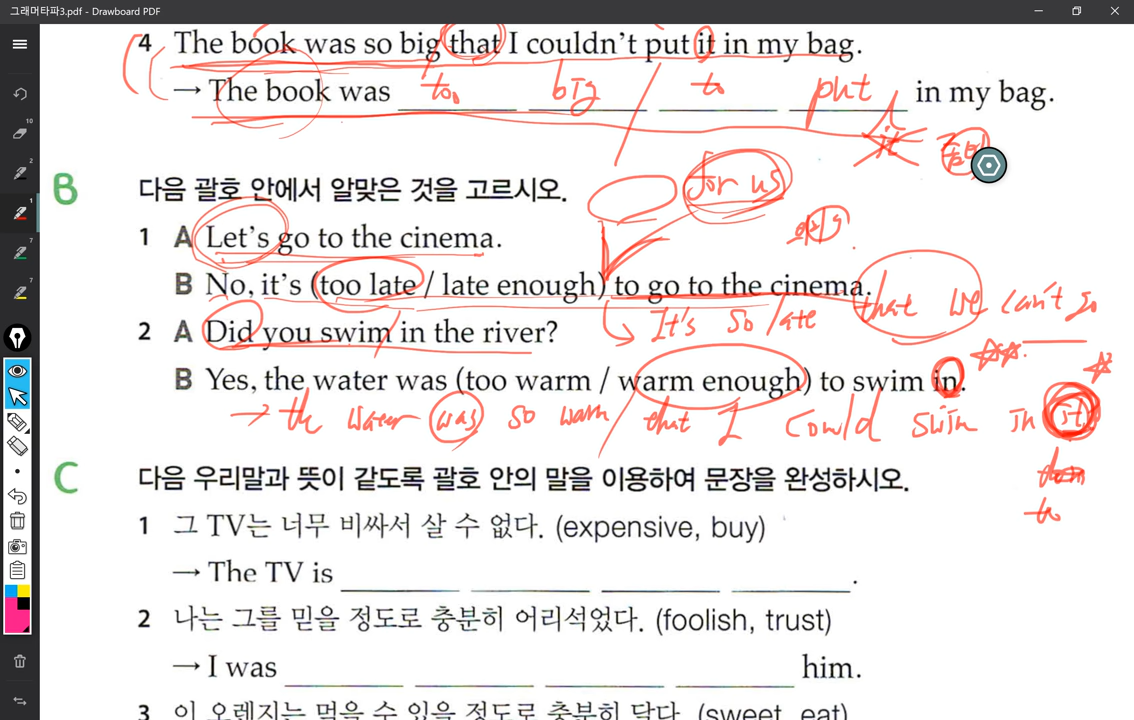 그래머타파3.pdf - Drawboard PDF
4 The book was so big that I couldn't put it in my bag.
→ The book was too big to put in my bag.
it
B 다음 괄호 안에서 알맞은 것을 고르시오.
for us
1 A Let's go to the cinema.
B No, it's (too late / late enough) to go to the cinema.
It's so late that we can't go
2 A Did you swim in the river?
B Yes, the water was (too warm / warm enough) to swim in.
→ the water was so warm that I could swim in it
C 다음 우리말과 뜻이 같도록 괄호 안의 말을 이용하여 문장을 완성하시오.
1 그 TV는 너무 비싸서 살 수 없다. (expensive, buy)
→ The TV is ________ ________ ________ ________.
2 나는 그를 믿을 정도로 충분히 어리석었다. (foolish, trust)
→ I was ________ ________ ________ ________ him.
3 이 오렌지는 먹을 수 있을 정도로 충분히 달다. (sweet, eat)